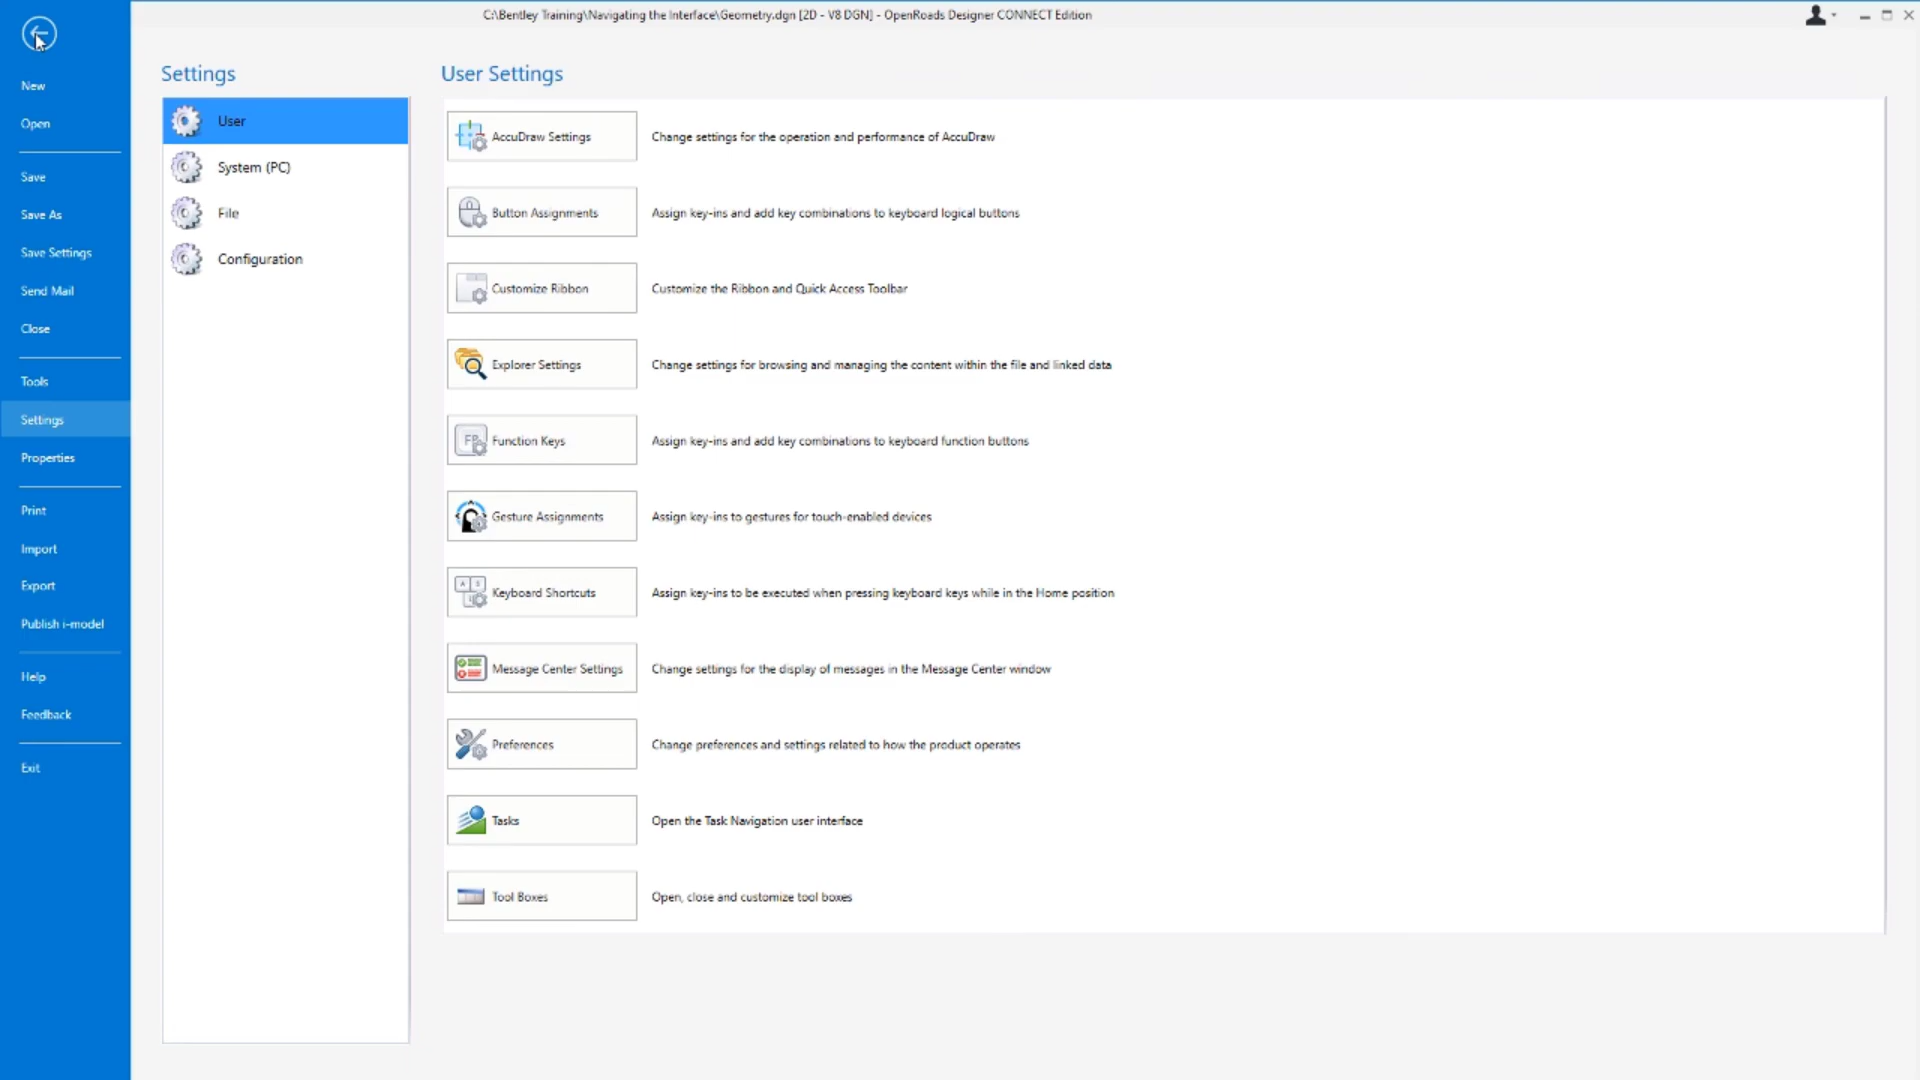 C:\Bentley Training\Navigating the Interface\Geometry.dgn [2D - V8 DGN] - OpenRoads Designer CONNECT Edition
New
Open
Save
Save As
Save Settings
Send Mail
Close
Tools
Settings
Properties
Print
Import
Export
Publish i-model
Help
Feedback
Exit
Settings
User
System (PC)
File
Configuration
User Settings
AccuDraw Settings Change settings for the operation and performance of AccuDraw
Button Assignments Assign key-ins and add key combinations to keyboard logical buttons
Customize Ribbon Customize the Ribbon and Quick Access Toolbar
Explorer Settings Change settings for browsing and managing the content within the file and linked data
Function Keys Assign key-ins and add key combinations to keyboard function buttons
Gesture Assignments Assign key-ins to gestures for touch-enabled devices
Keyboard Shortcuts Assign key-ins to be executed when pressing keyboard keys while in the Home position
Message Center Settings Change settings for the display of messages in the Message Center window
Preferences Change preferences and settings related to how the product operates
Tasks Open the Task Navigation user interface
Tool Boxes Open, close and customize tool boxes